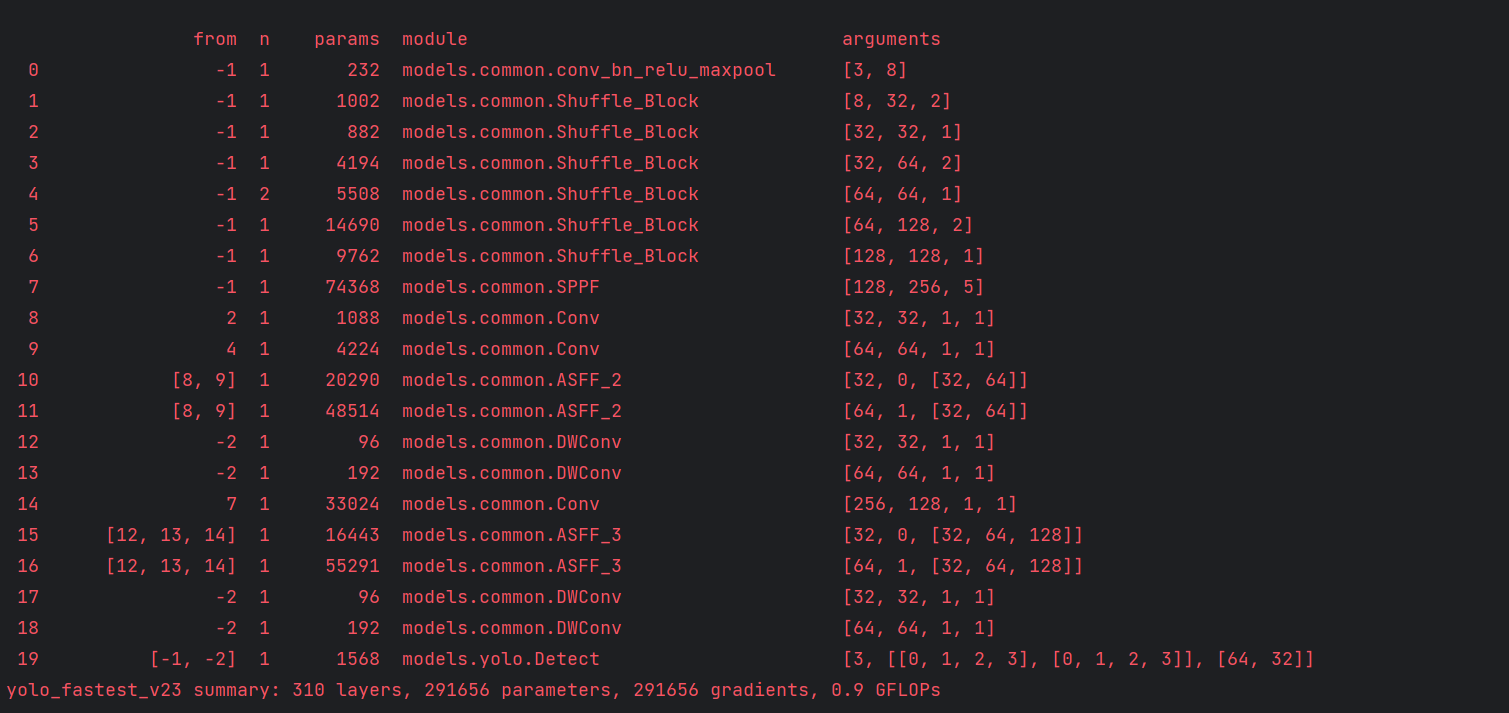 from n params module arguments
0 -1 1 232 models.common.conv_bn_relu_maxpool [3, 8]
1 -1 1 1002 models.common.Shuffle_Block [8, 32, 2]
2 -1 1 882 models.common.Shuffle_Block [32, 32, 1]
3 -1 1 4194 models.common.Shuffle_Block [32, 64, 2]
4 -1 2 5508 models.common.Shuffle_Block [64, 64, 1]
5 -1 1 14690 models.common.Shuffle_Block [64, 128, 2]
6 -1 1 9762 models.common.Shuffle_Block [128, 128, 1]
7 -1 1 74368 models.common.SPPF [128, 256, 5]
8 2 1 1088 models.common.Conv [32, 32, 1, 1]
9 4 1 4224 models.common.Conv [64, 64, 1, 1]
10 [8, 9] 1 20290 models.common.ASFF_2 [32, 0, [32, 64]]
11 [8, 9] 1 48514 models.common.ASFF_2 [64, 1, [32, 64]]
12 -2 1 96 models.common.DWConv [32, 32, 1, 1]
13 -2 1 192 models.common.DWConv [64, 64, 1, 1]
14 7 1 33024 models.common.Conv [256, 128, 1, 1]
15 [12, 13, 14] 1 16443 models.common.ASFF_3 [32, 0, [32, 64, 128]]
16 [12, 13, 14] 1 55291 models.common.ASFF_3 [64, 1, [32, 64, 128]]
17 -2 1 96 models.common.DWConv [32, 32, 1, 1]
18 -2 1 192 models.common.DWConv [64, 64, 1, 1]
19 [-1, -2] 1 1568 models.yolo.Detect [3, [[0, 1, 2, 3], [0, 1, 2, 3]], [64, 32]]
yolo_fastest_v23 summary: 310 layers, 291656 parameters, 291656 gradients, 0.9 GFLOPs